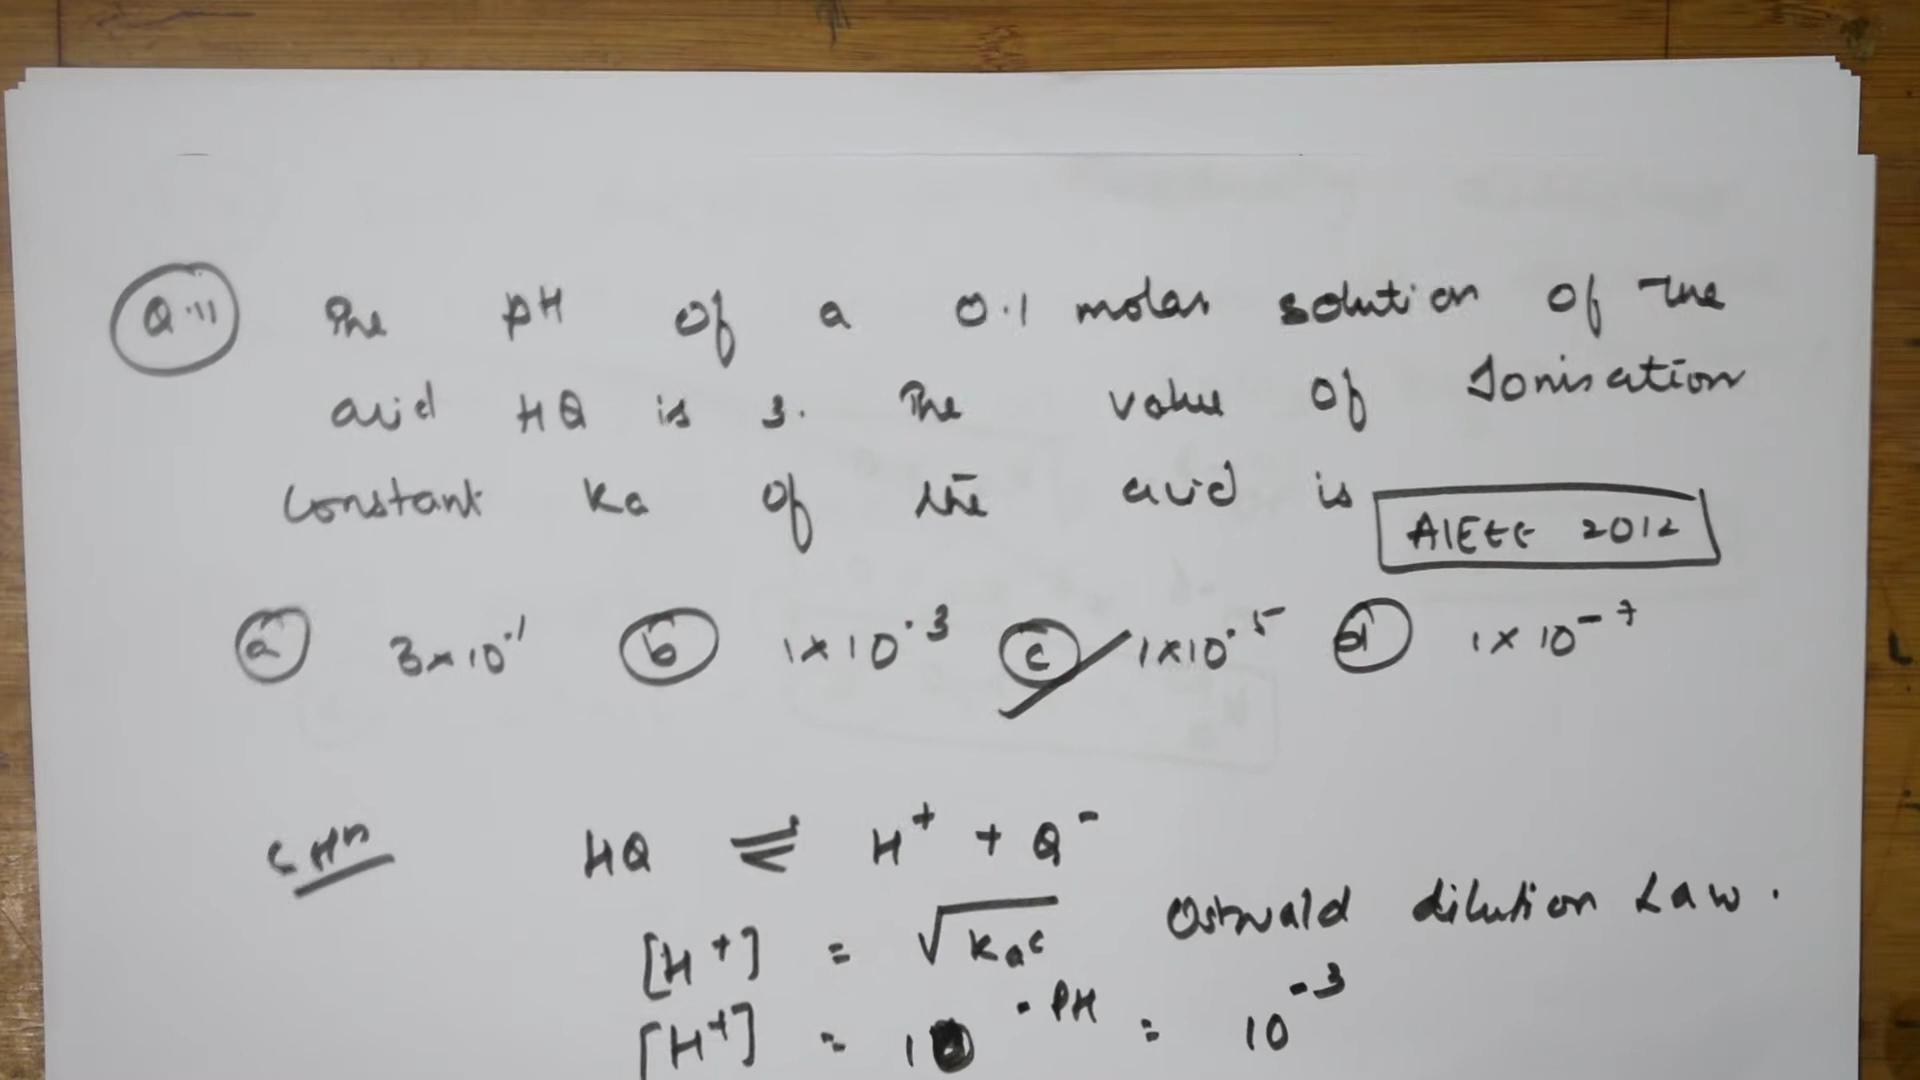 Q.11 The pH of a 0.1 molar solution of the
acid HQ is 3. The value of Ionisation
constant Ka of the acid is AIEEE 2012
a 3×10-¹ b 1×10-³ c 1×10-⁵ d 1×10-⁷
HQ ⇌ H⁺ + Q⁻
[H⁺] = √KaC Ostwald dilution Law.
[H⁺] = 10-pH = 10-³